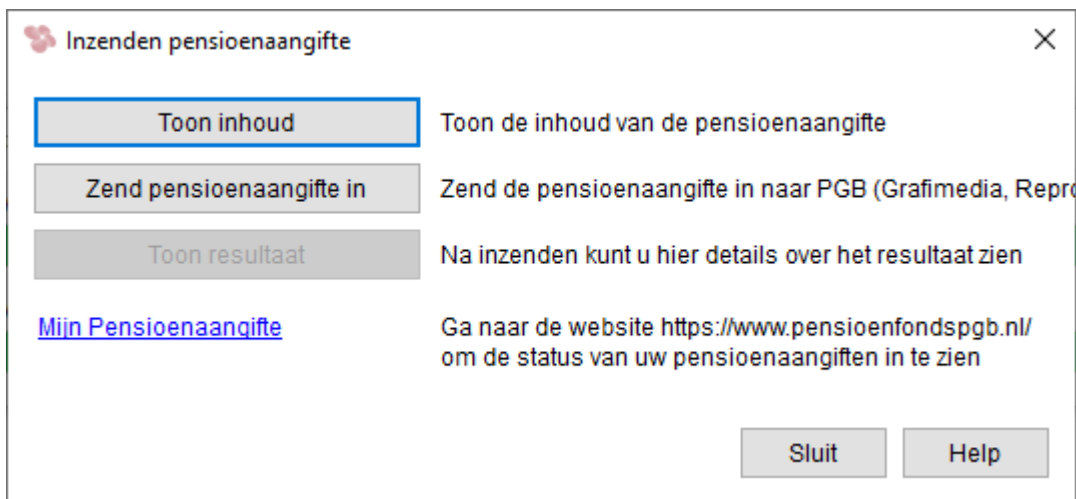 Inzenden pensioenaangifte
Toon inhoud
Toon de inhoud van de pensioenaangifte
Zend pensioenaangifte in
Zend de pensioenaangifte in naar PGB (Grafimedia, Repro
Toon resultaat
Na inzenden kunt u hier details over het resultaat zien
Mijn Pensioenaangifte
Ga naar de website https://www.pensioenfondspgb.nl/
om de status van uw pensioenaangiften in te zien
Sluit
Help